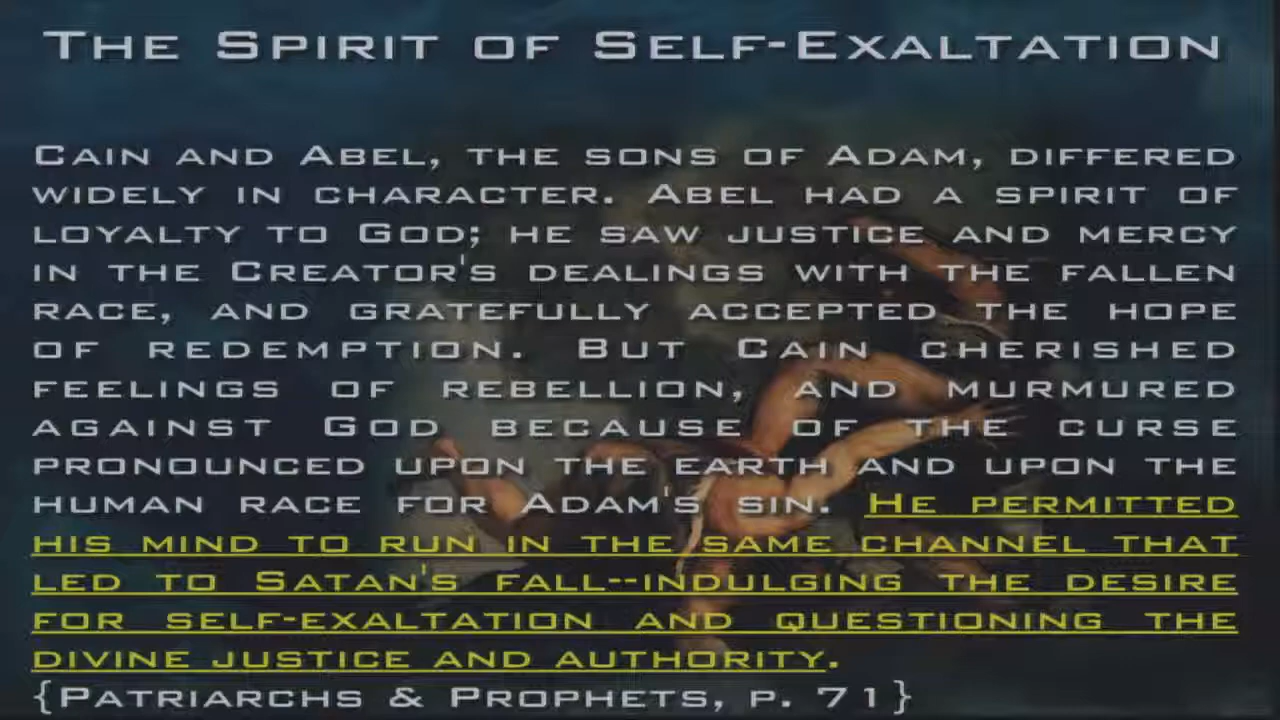 The Spirit of Self-Exaltation
Cain and Abel, the sons of Adam, differed
widely in character. Abel had a spirit of
loyalty to God; he saw justice and mercy
in the Creator's dealings with the fallen
race, and gratefully accepted the hope
of redemption. But Cain cherished
feelings of rebellion, and murmured
against God because of the curse
pronounced upon the earth and upon the
human race for Adam's sin. He permitted
his mind to run in the same channel that
led to Satan's fall--indulging the desire
for self-exaltation and questioning the
divine justice and authority.
{Patriarchs & Prophets, p. 71}